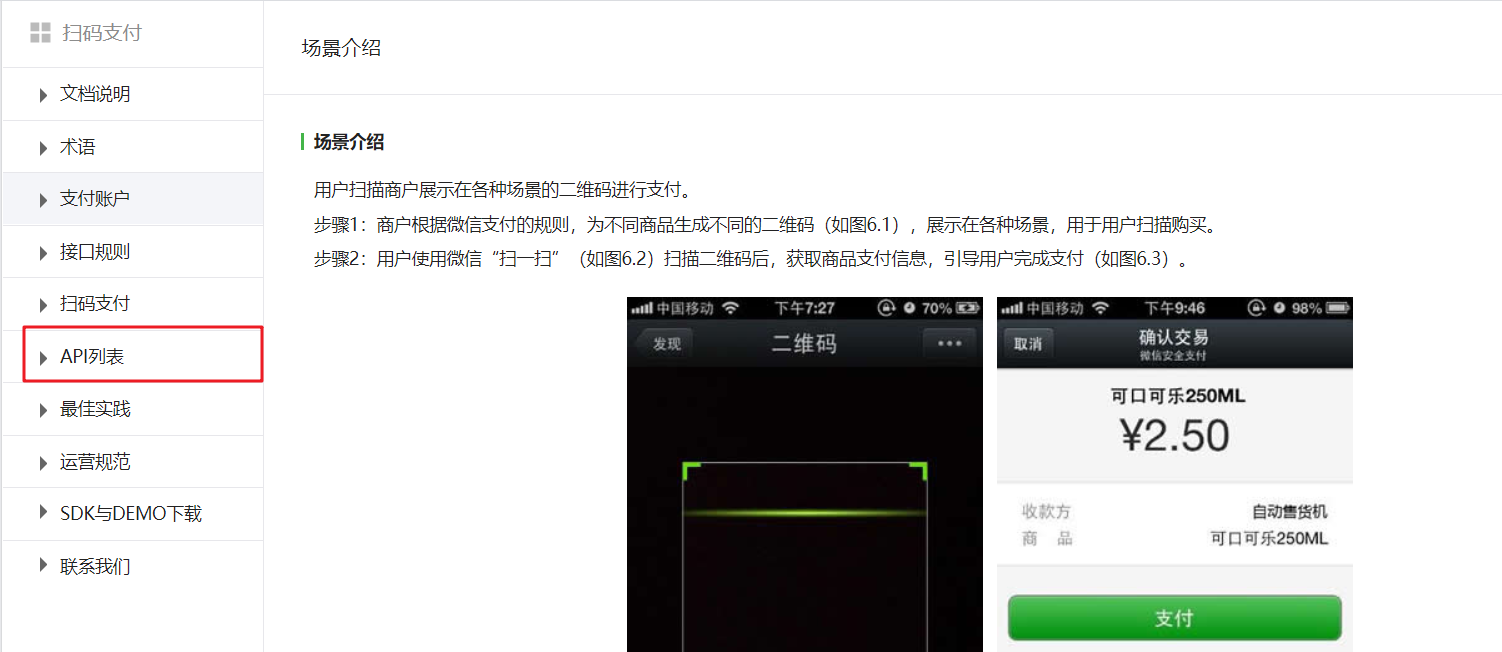 扫码支付
文档说明
术语
支付账户
接口规则
扫码支付
API列表
最佳实践
运营规范
SDK与DEMO下载
联系我们
场景介绍
场景介绍
用户扫描商户展示在各种场景的二维码进行支付。
步骤1：商户根据微信支付的规则，为不同商品生成不同的二维码（如图6.1），展示在各种场景，用于用户扫描购买。
步骤2：用户使用微信“扫一扫”（如图6.2）扫描二维码后，获取商品支付信息，引导用户完成支付（如图6.3）。
中国移动 下午7:27 70%
发现 二维码
中国移动 下午9:46 98%
取消 确认交易
微信安全支付
可口可乐250ML
¥2.50
收款方 自动售货机
商 品 可口可乐250ML
支付